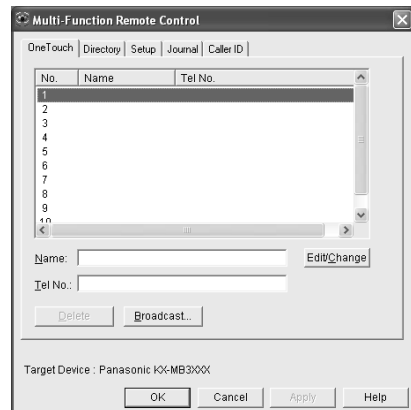 Multi-Function Remote Control
OneTouch Directory Setup Journal Caller ID
No. Name Tel No.
1
2
3
4
5
6
7
8
9
10
Name: Edit/Change
Tel No.:
Delete Broadcast...
Target Device : Panasonic KX-MB3XXX
OK Cancel Apply Help